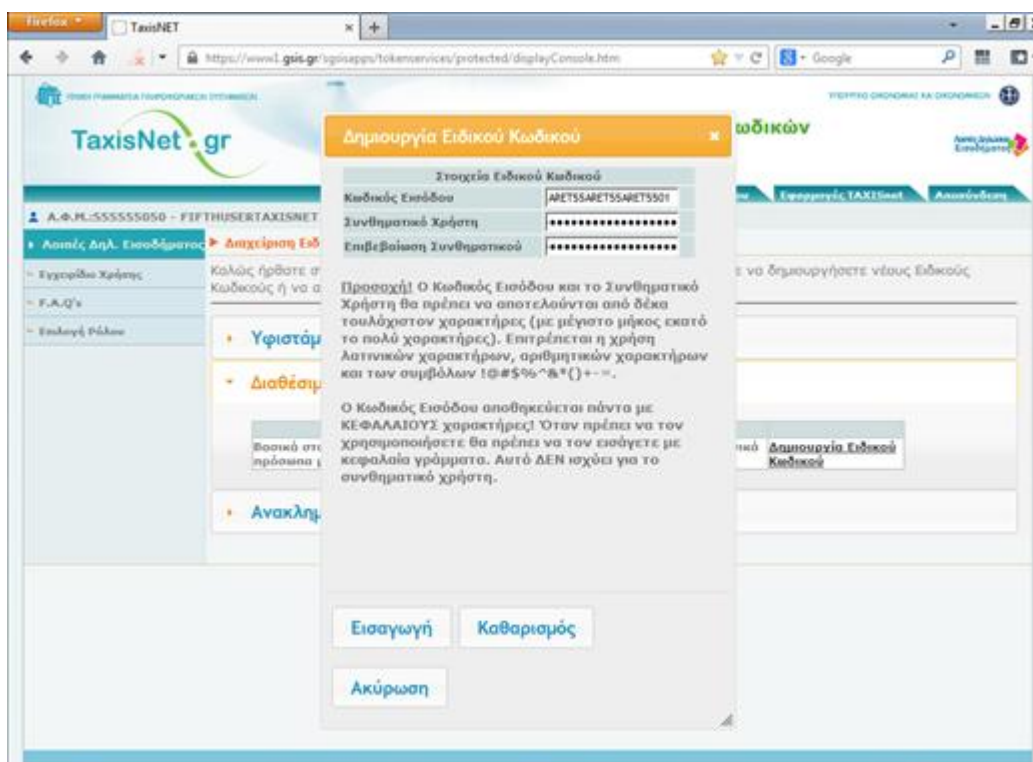 Firefox
TaxisNET
https://www1.gsis.gr/sgsisapps/tokenservices/protected/displayConsole.htm
Google
TaxisNet.gr
ωδικών
Εφαρμογές TAXISnet
Αποσύνδεση
Α.Φ.Μ.:555555050 - FIFTHUSERTAXISNET
Λοιπές Δηλ. Εισοδήματος
Διαχείριση Ειδ
Εγχειρίδιο Χρήσης
F.A.Q's
Επιλογή Ρόλου
Καλώς ήρθατε σ
ε να δημιουργήσετε νέους Ειδικούς
Κωδικούς ή να α
Υφιστάμ
Διαθέσιμ
Βασικά στ
πρόσωπα μ
Δημιουργία Ειδικού
Κωδικού
Ανακλημ
Δημιουργία Ειδικού Κωδικού
Στοιχεία Ειδικού Κωδικού
Κωδικός Εισόδου ARET55ARET55ARET5501
Συνθηματικό Χρήστη
Επιβεβαίωση Συνθηματικού
Προσοχή! Ο Κωδικός Εισόδου και το Συνθηματικό
Χρήστη θα πρέπει να αποτελούνται από δέκα
τουλάχιστον χαρακτήρες (με μέγιστο μήκος εκατό
το πολύ χαρακτήρες). Επιτρέπεται η χρήση
λατινικών χαρακτήρων, αριθμητικών χαρακτήρων
και των συμβόλων !@#$%^&*()+-=.
Ο Κωδικός Εισόδου αποθηκεύεται πάντα με
ΚΕΦΑΛΑΙΟΥΣ χαρακτήρες! Όταν πρέπει να τον
χρησιμοποιήσετε θα πρέπει να τον εισάγετε με
κεφαλαία γράμματα. Αυτό ΔΕΝ ισχύει για το
συνθηματικό χρήστη.
Εισαγωγή
Καθαρισμός
Ακύρωση